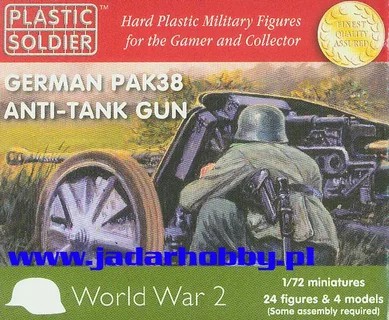 PLASTIC
SOLDIER
Hard Plastic Military Figures
for the Gamer and Collector
FINEST
QUALITY
ASSURED
GERMAN PAK38
ANTI-TANK GUN
www.jadarhobby.pl
World War 2
1/72 miniatures
24 figures & 4 models
(Some assembly required)